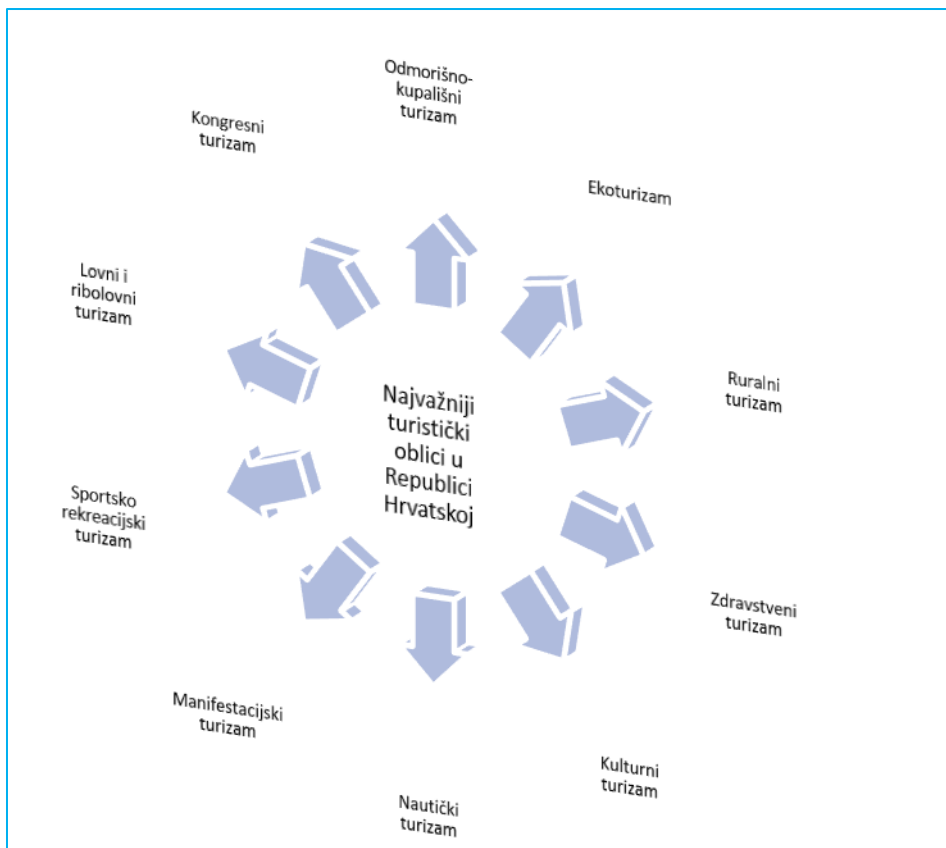 Odmorišno-
kupališni
turizam
Ekoturizam
Ruralni
turizam
Zdravstveni
turizam
Kulturni
turizam
Nautički
turizam
Manifestacijski
turizam
Sportsko
rekreacijski
turizam
Lovni i
ribolovni
turizam
Kongresni
turizam
Najvažniji
turistički
oblici u
Republici
Hrvatskoj